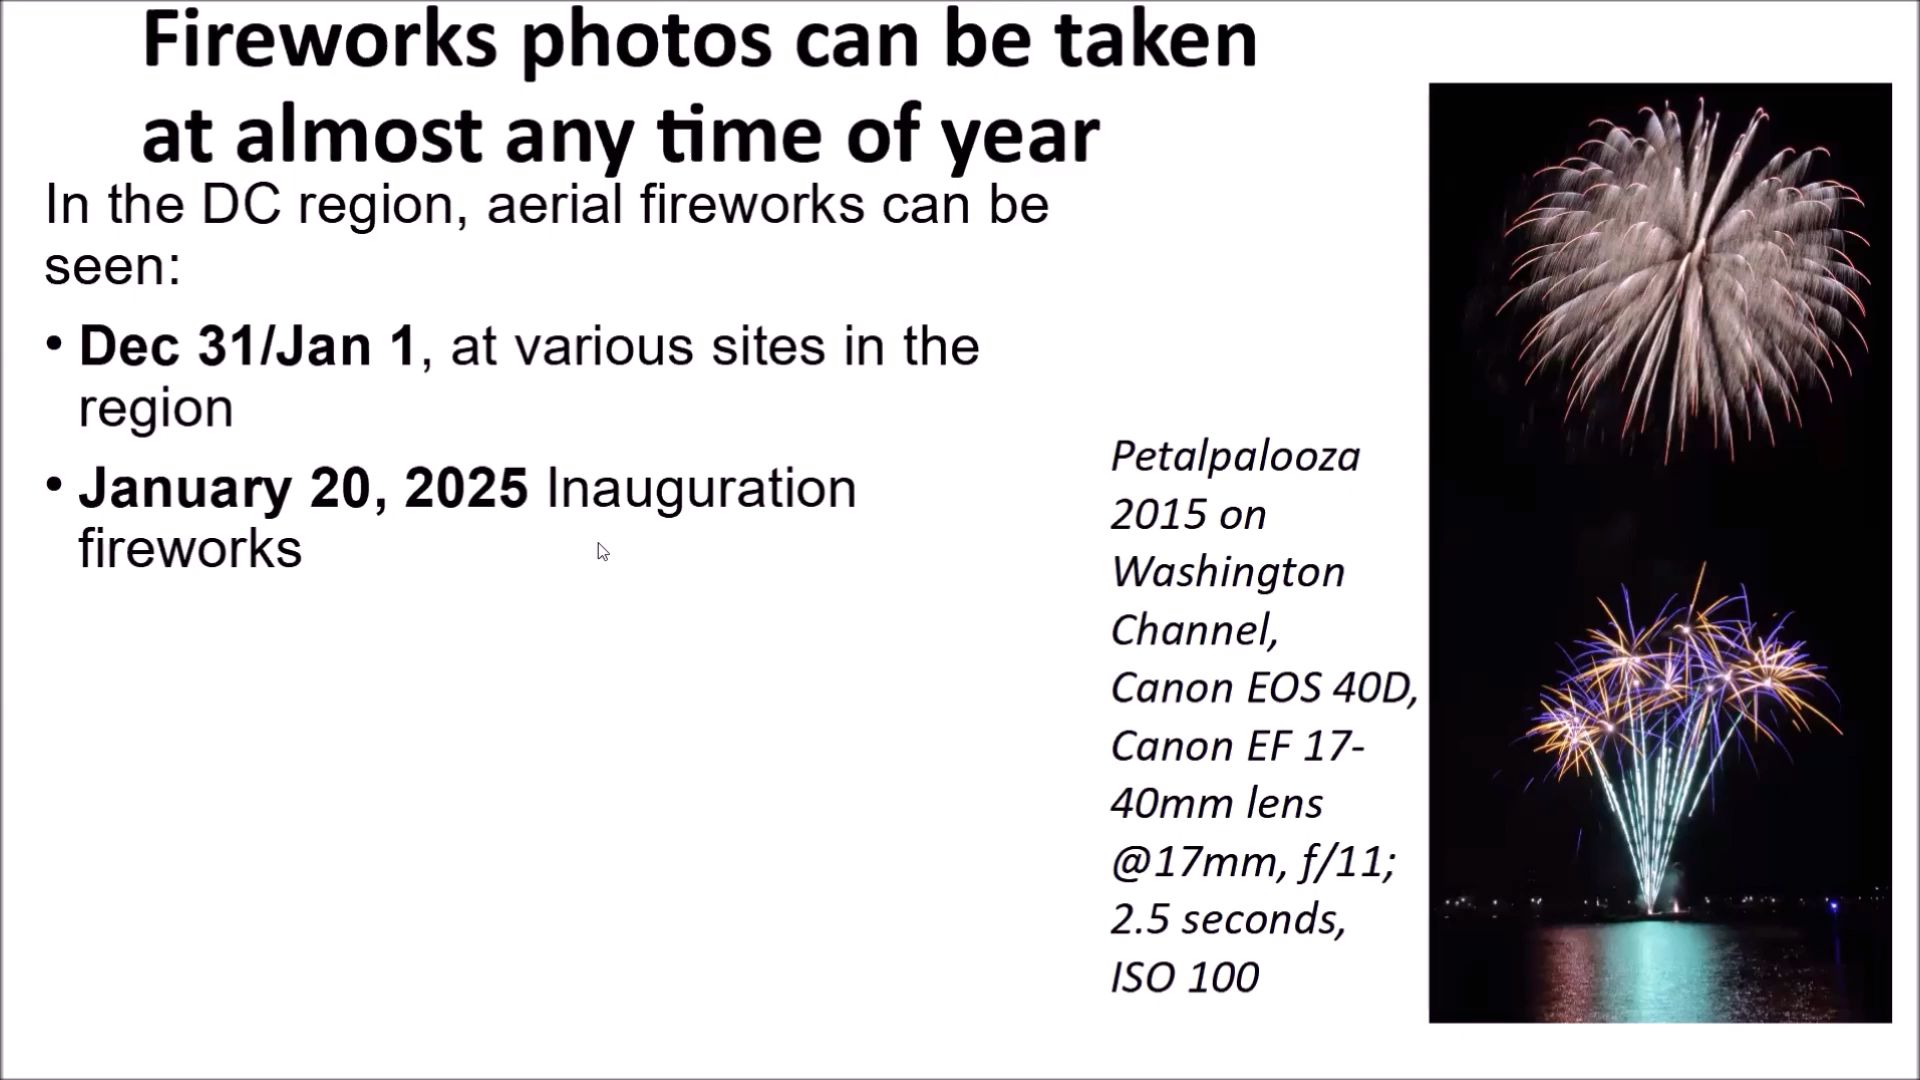 Fireworks photos can be taken
at almost any time of year
In the DC region, aerial fireworks can be
seen:
• Dec 31/Jan 1, at various sites in the
region
• January 20, 2025 Inauguration
fireworks
Petalpalooza
2015 on
Washington
Channel,
Canon EOS 40D,
Canon EF 17-
40mm lens
@17mm, f/11;
2.5 seconds,
ISO 100